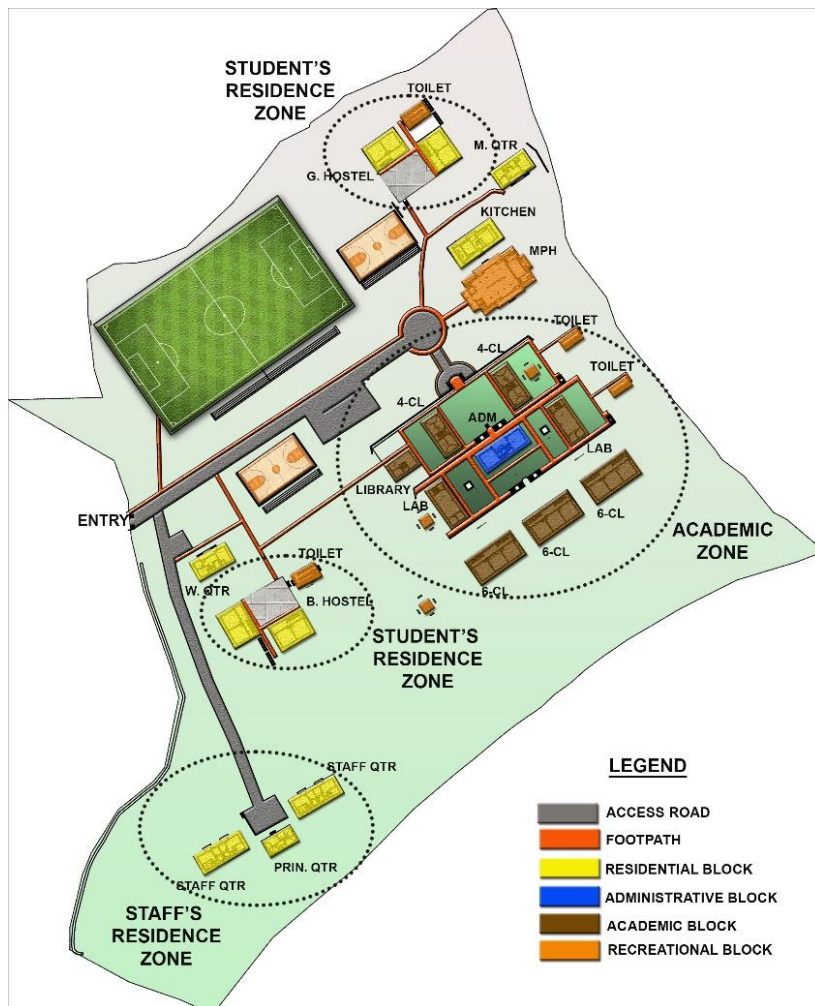 STUDENT'S
RESIDENCE
ZONE
TOILET
M. QTR
G. HOSTEL
KITCHEN
MPH
TOILET
4-CL
TOILET
4-CL
ADM
LAB
LIBRARY
LAB
6-CL
ENTRY
6-CL
ACADEMIC
ZONE
TOILET
6-CL
W. QTR
B. HOSTEL
STUDENT'S
RESIDENCE
ZONE
STAFF QTR
PRIN. QTR
STAFF QTR
STAFF'S
RESIDENCE
ZONE
LEGEND
ACCESS ROAD
FOOTPATH
RESIDENTIAL BLOCK
ADMINISTRATIVE BLOCK
ACADEMIC BLOCK
RECREATIONAL BLOCK